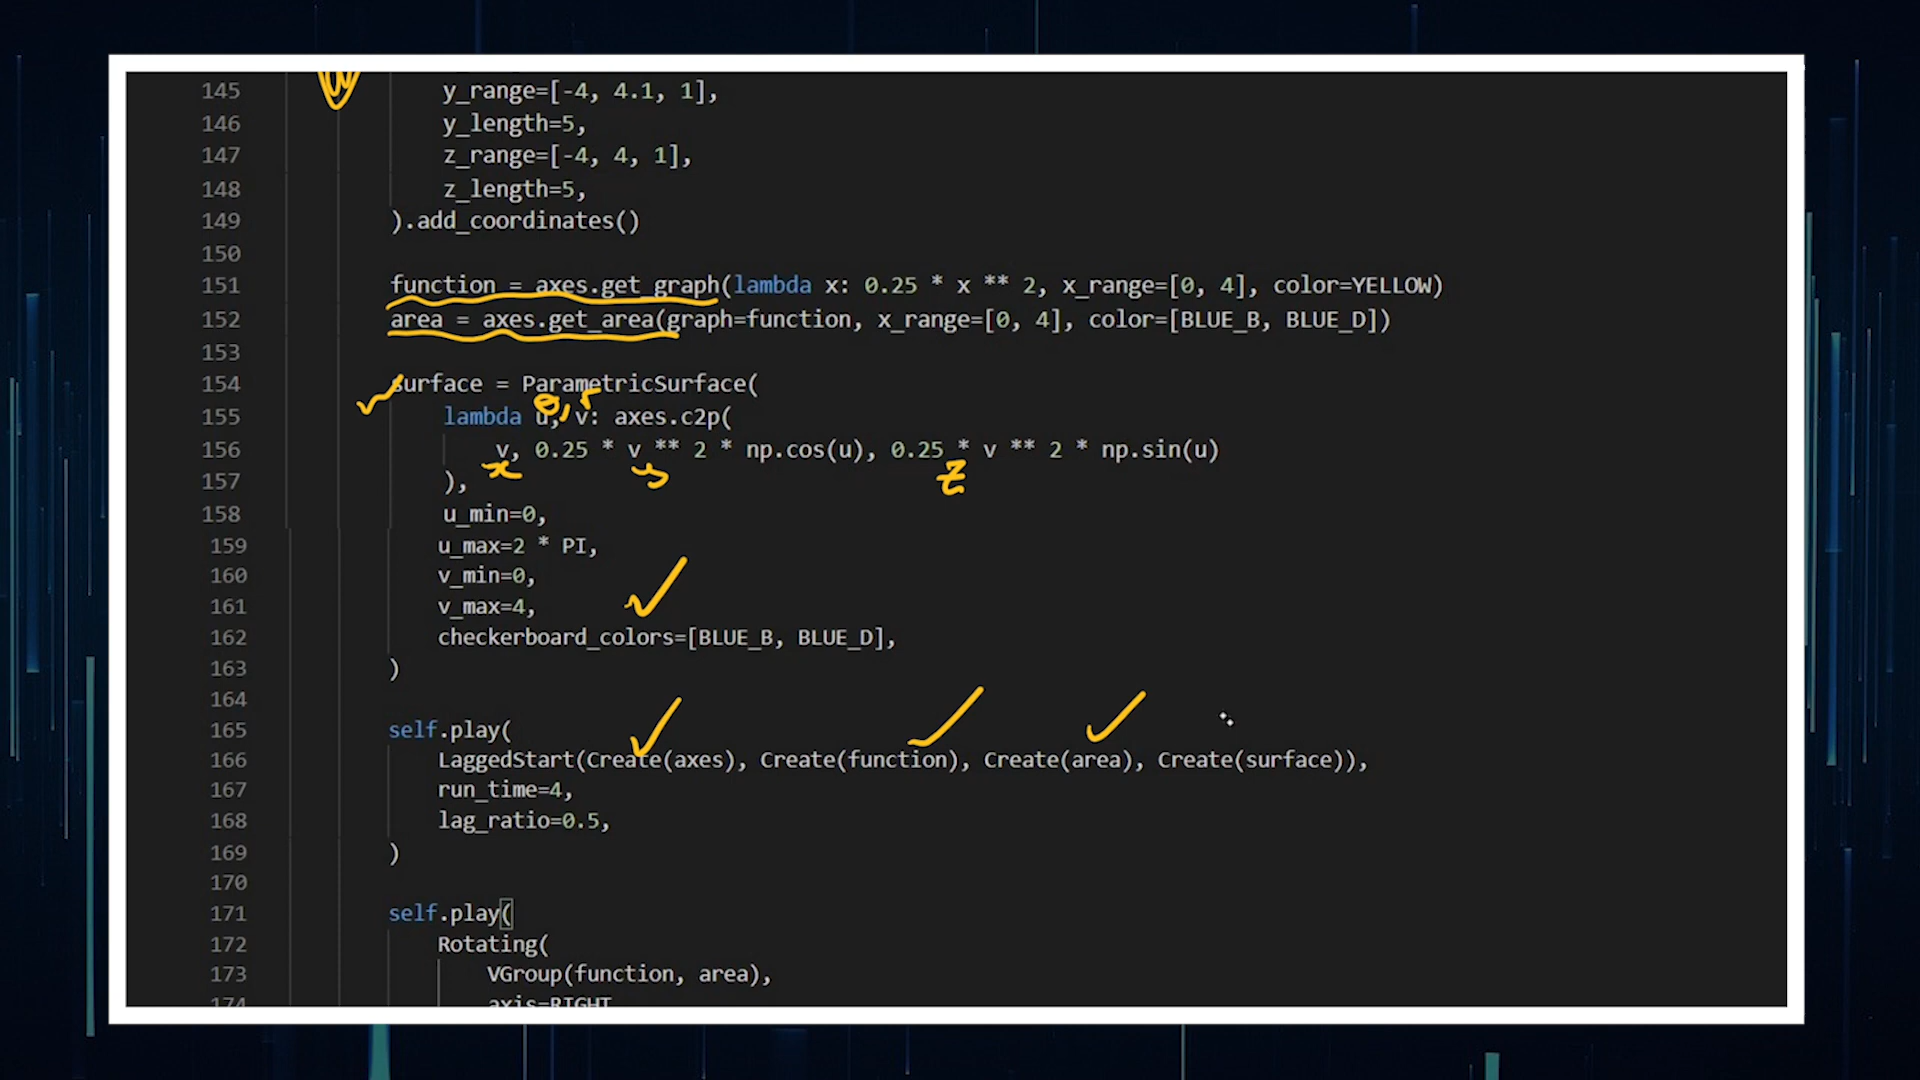 145 y_range=[-4, 4.1, 1],
146 y_length=5,
147 z_range=[-4, 4, 1],
148 z_length=5,
149 ).add_coordinates()
150
151 function = axes.get_graph(lambda x: 0.25 * x ** 2, x_range=[0, 4], color=YELLOW)
152 area = axes.get_area(graph=function, x_range=[0, 4], color=[BLUE_B, BLUE_D])
153
154 surface = ParametricSurface(
θ, r
155 lambda u, v: axes.c2p(
156 v, 0.25 * v ** 2 * np.cos(u), 0.25 * v ** 2 * np.sin(u)
x y z
157 ),
158 u_min=0,
159 u_max=2 * PI,
160 v_min=0,
161 v_max=4,
162 checkerboard_colors=[BLUE_B, BLUE_D],
163 )
164
165 self.play(
166 LaggedStart(Create(axes), Create(function), Create(area), Create(surface)),
167 run_time=4,
168 lag_ratio=0.5,
169 )
170
171 self.play(
172 Rotating(
173 VGroup(function, area),
174 axis=RIGHT